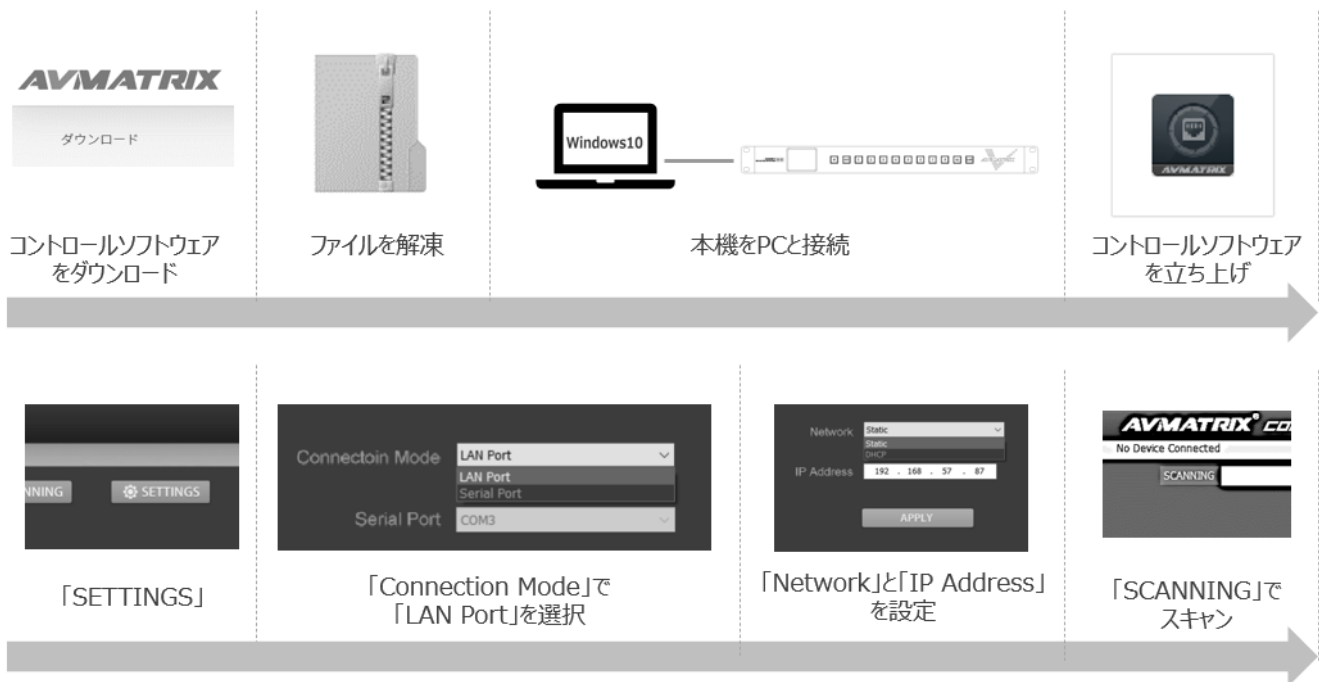 AVMATRIX
ダウンロード
Windows10
AVMATRIX
コントロールソフトウェア
をダウンロード
ファイルを解凍
本機をPCと接続
コントロールソフトウェア
を立ち上げ
NNING
SETTINGS
Connectoin Mode
LAN Port
LAN Port
Serial Port
Serial Port
COM3
Network
Static
Static
DHCP
IP Address
192 . 168 . 57 . 87
APPLY
AVMATRIX® CO
No Device Connected
SCANNING
「SETTINGS」
「Connection Mode」で
「LAN Port」を選択
「Network」と「IP Address」
を設定
「SCANNING」で
スキャン